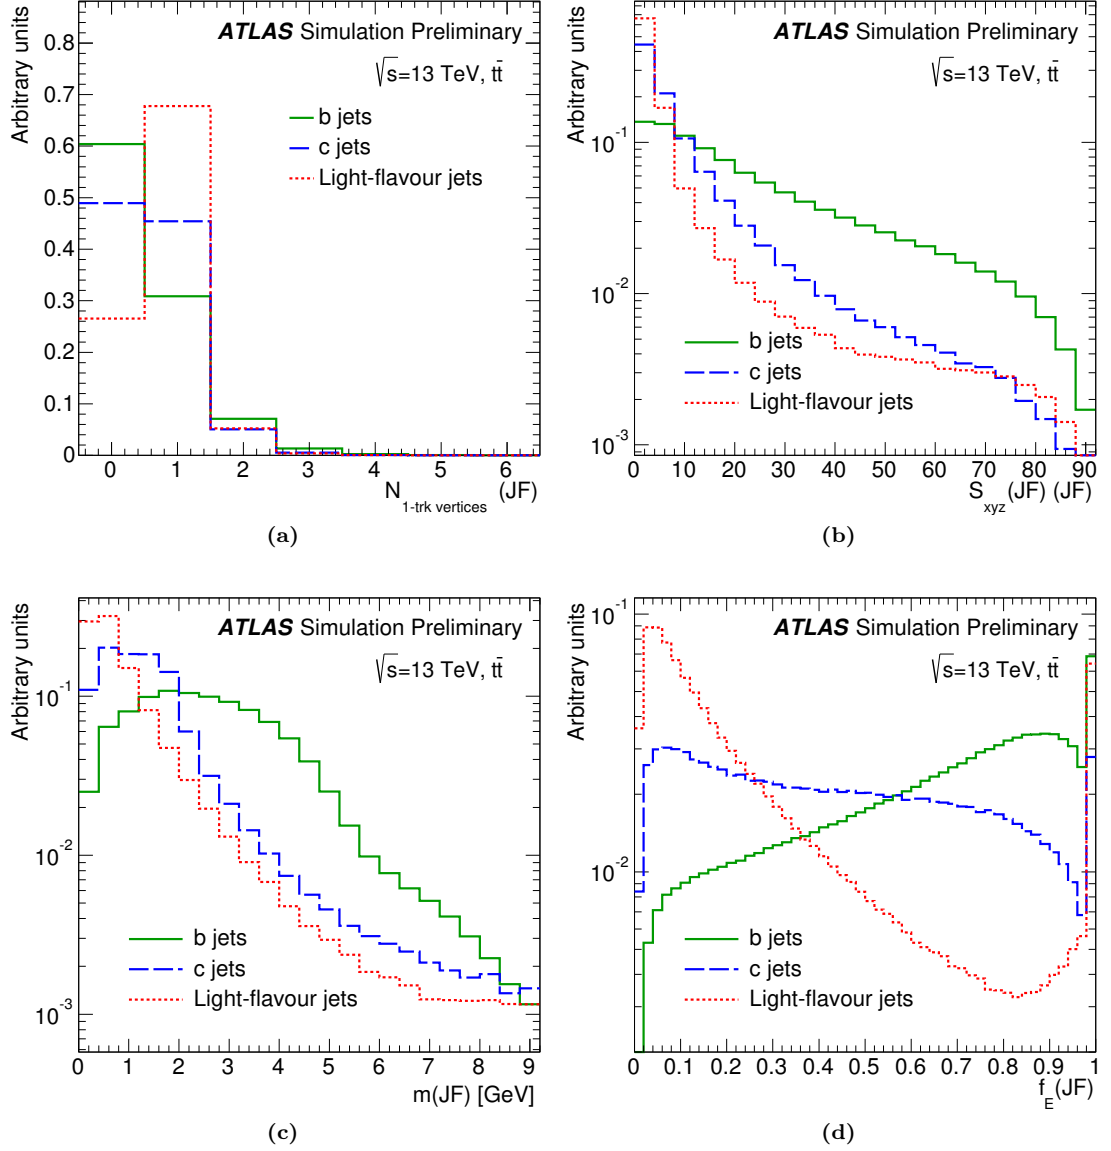 Arbitrary units
ATLAS Simulation Preliminary
√s=13 TeV, tt̄
b jets
c jets
Light-flavour jets
0.8
0.7
0.6
0.5
0.4
0.3
0.2
0.1
0
0 1 2 3 4 5 6
N1-trk vertices (JF)
(a)
Arbitrary units
ATLAS Simulation Preliminary
√s=13 TeV, tt̄
10⁻¹
10⁻²
10⁻³
b jets
c jets
Light-flavour jets
0 10 20 30 40 50 60 70 80 90
Sxyz(JF) (JF)
(b)
Arbitrary units
ATLAS Simulation Preliminary
√s=13 TeV, tt̄
10⁻¹
10⁻²
10⁻³
b jets
c jets
Light-flavour jets
0 1 2 3 4 5 6 7 8 9
m(JF) [GeV]
(c)
Arbitrary units
10⁻¹
ATLAS Simulation Preliminary
√s=13 TeV, tt̄
10⁻²
b jets
c jets
Light-flavour jets
0 0.1 0.2 0.3 0.4 0.5 0.6 0.7 0.8 0.9 1
fE(JF)
(d)